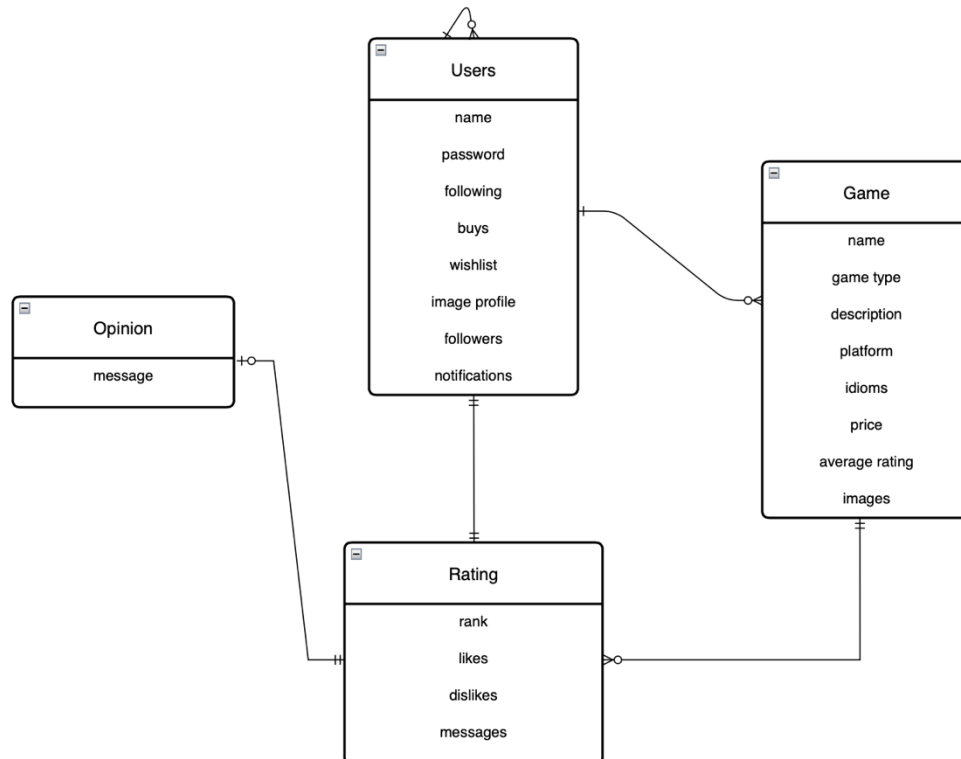 Users
name
password
following
buys
wishlist
image profile
followers
notifications
Game
name
game type
description
platform
idioms
price
average rating
images
Opinion
message
Rating
rank
likes
dislikes
messages